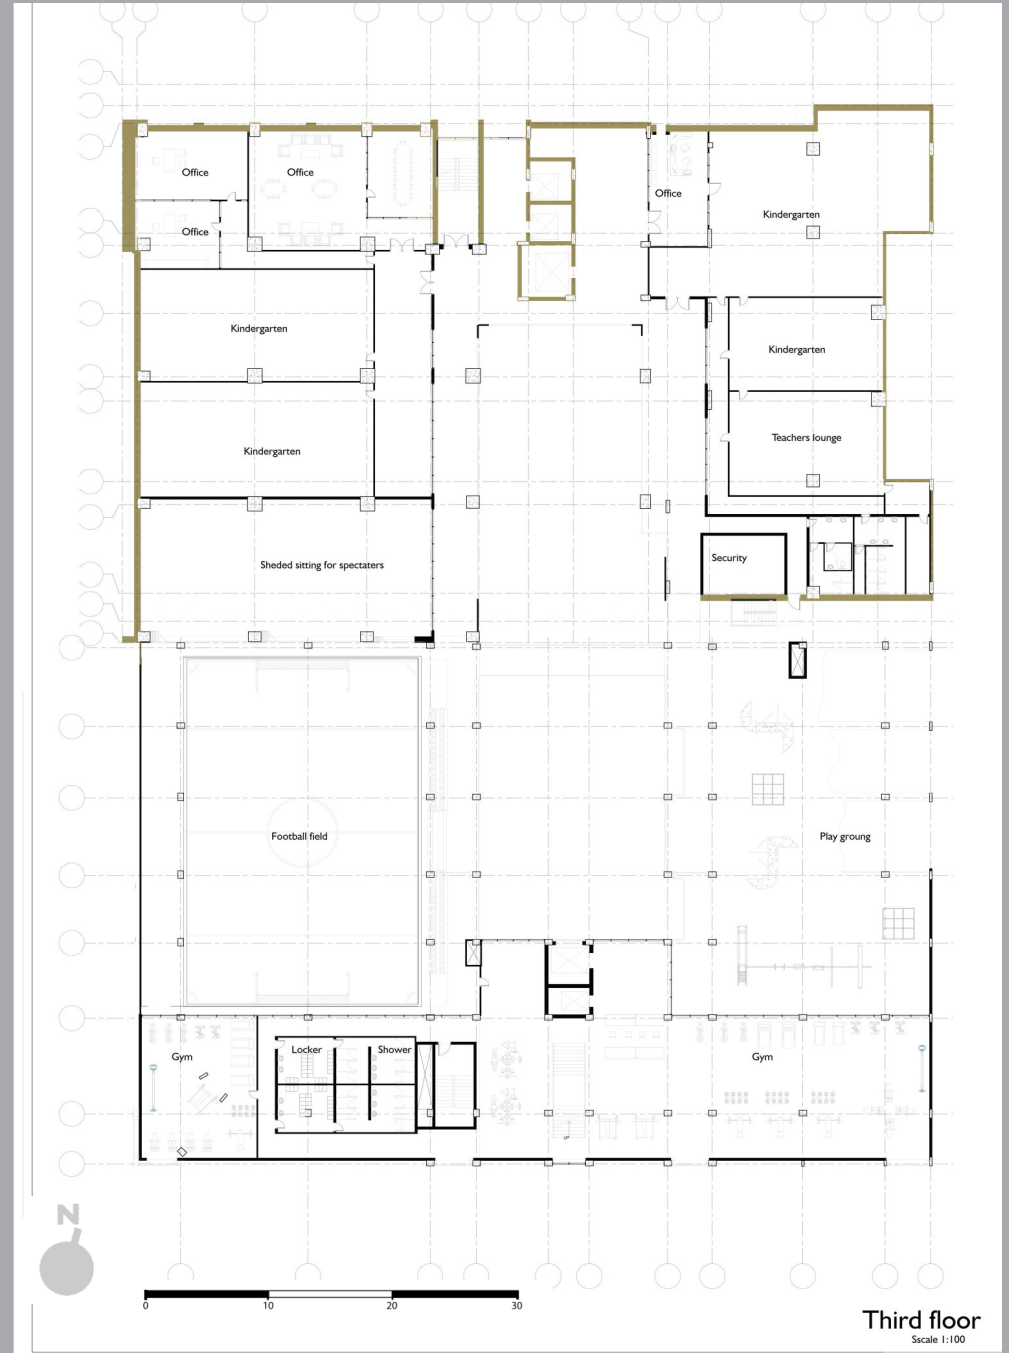 Office
Office
Office
Office
Kindergarten
Kindergarten
Kindergarten
Teachers lounge
Kindergarten
Security
Sheded sitting for spectaters
Football field
Play groung
Gym
Locker
Shower
Gym
UP
N
0
10
20
30
Third floor
Sscale 1:100